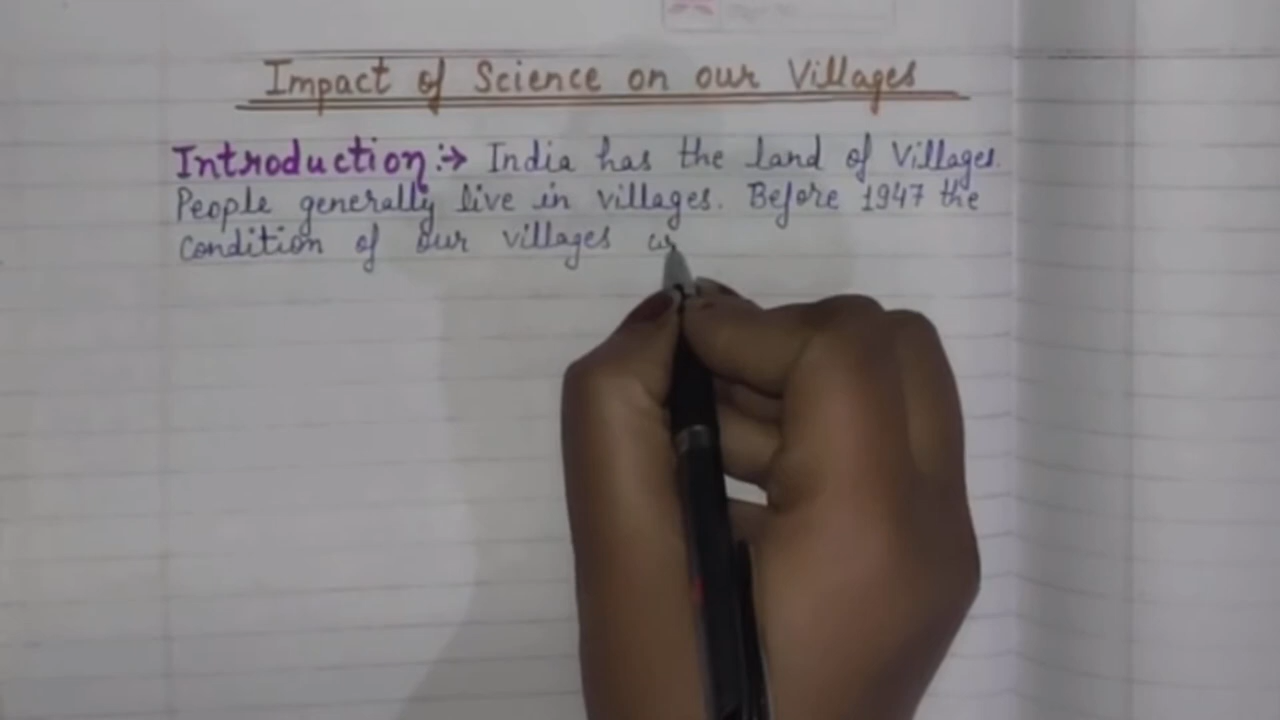 Impact of Science on our Villages
Introduction:→ India has the land of Villages.
People generally live in villages. Before 1947 the
condition of our villages